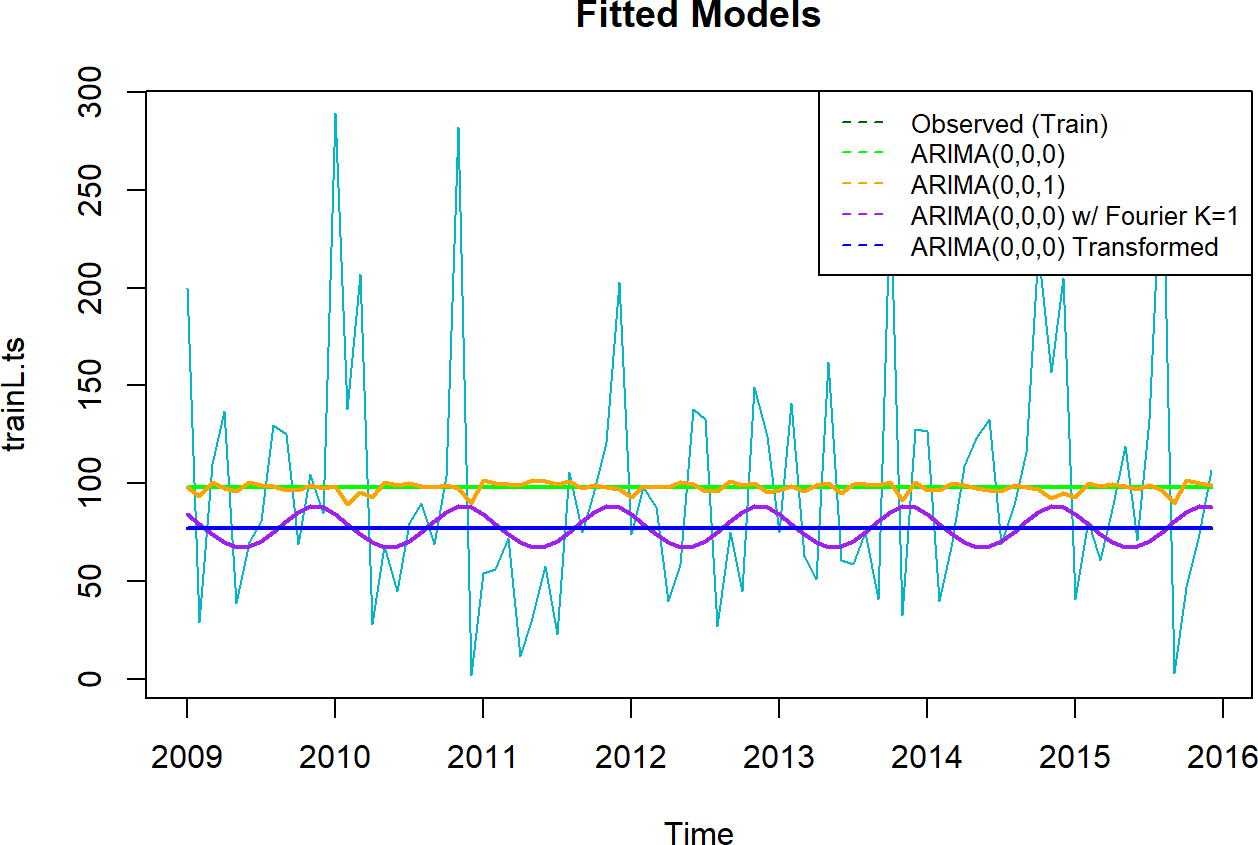 Fitted Models
trainL.ts
300
250
200
150
100
50
0
Observed (Train)
ARIMA(0,0,0)
ARIMA(0,0,1)
ARIMA(0,0,0) w/ Fourier K=1
ARIMA(0,0,0) Transformed
2009 2010 2011 2012 2013 2014 2015 2016
Time